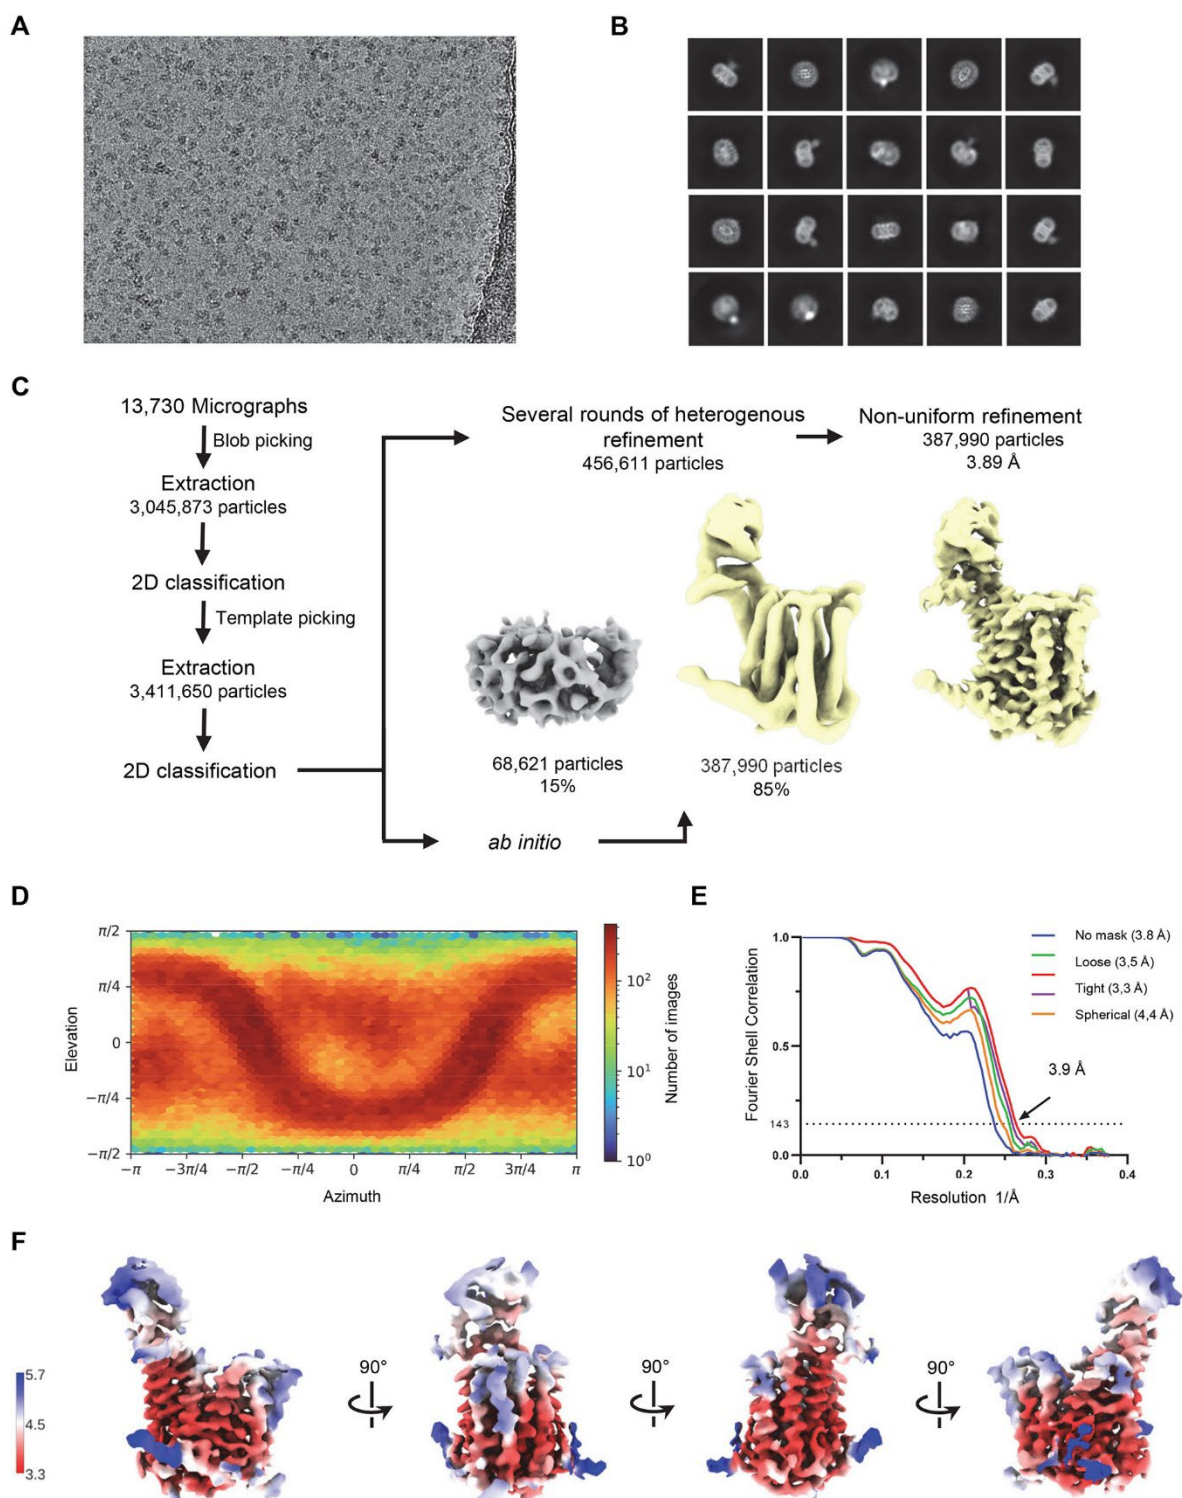 A
B
C
13,730 Micrographs
Blob picking
Extraction
3,045,873 particles
2D classification
Template picking
Extraction
3,411,650 particles
2D classification
Several rounds of heterogenous
refinement
456,611 particles
Non-uniform refinement
387,990 particles
3.89 Å
68,621 particles
15%
387,990 particles
85%
ab initio
D
π/2
π/4
0
−π/4
−π/2
Elevation
−π
−3π/4
−π/2
−π/4
0
π/4
π/2
3π/4
π
Azimuth
10²
10¹
10⁰
Number of images
E
1.0
0.5
143
0.0
Fourier Shell Correlation
0.0
0.1
0.2
0.3
0.4
Resolution 1/Å
No mask (3.8 Å)
Loose (3,5 Å)
Tight (3,3 Å)
Spherical (4,4 Å)
3.9 Å
F
5.7
4.5
3.3
90°
90°
90°